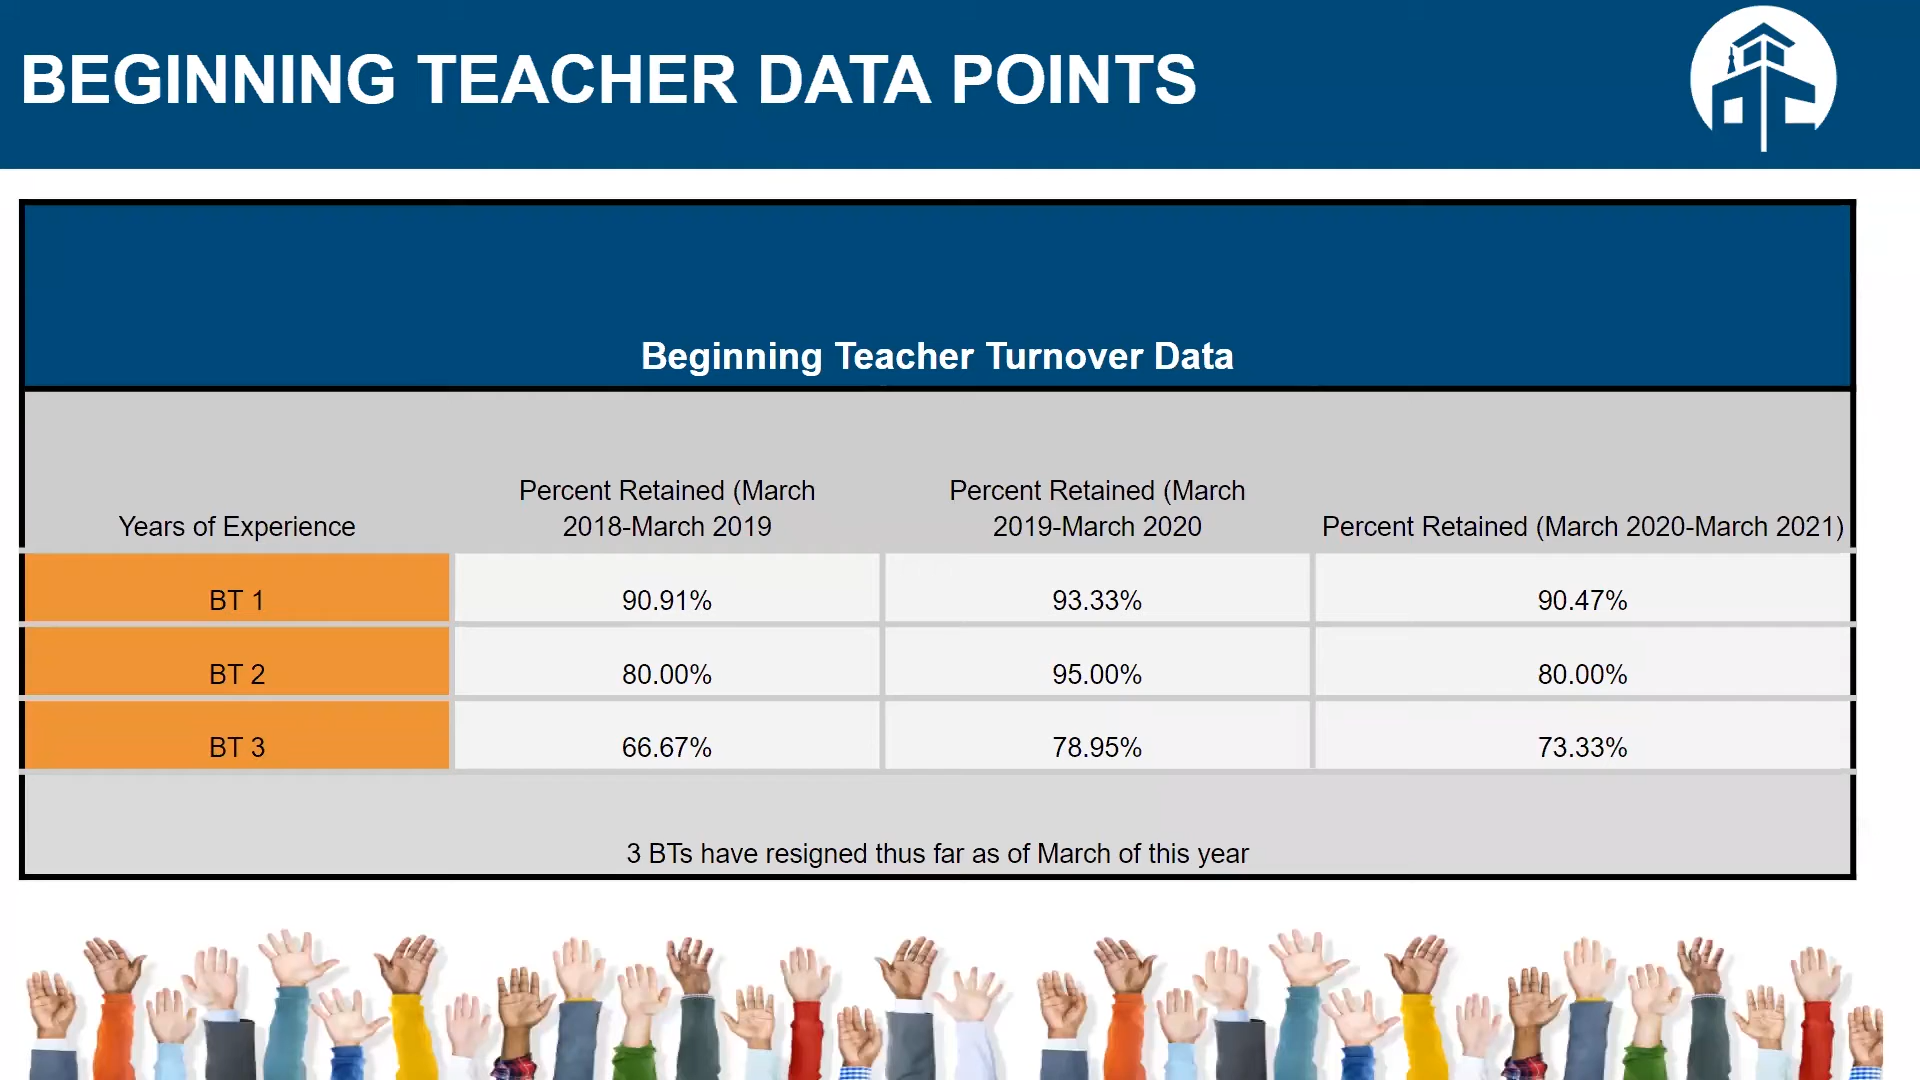 BEGINNING TEACHER DATA POINTS
Beginning Teacher Turnover Data
Years of Experience
Percent Retained (March
2018-March 2019
Percent Retained (March
2019-March 2020
Percent Retained (March 2020-March 2021)
BT 1 90.91% 93.33% 90.47%
BT 2 80.00% 95.00% 80.00%
BT 3 66.67% 78.95% 73.33%
3 BTs have resigned thus far as of March of this year